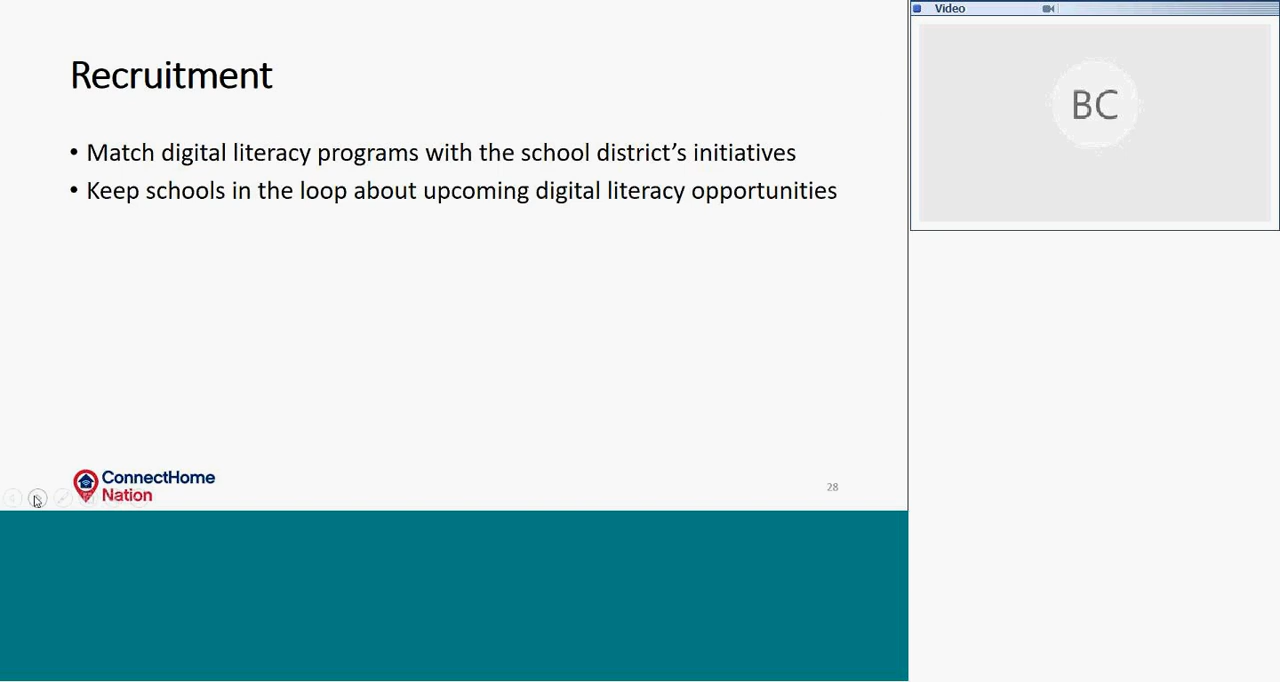 Recruitment
• Match digital literacy programs with the school district’s initiatives
• Keep schools in the loop about upcoming digital literacy opportunities
ConnectHome
Nation
28
Video
BC